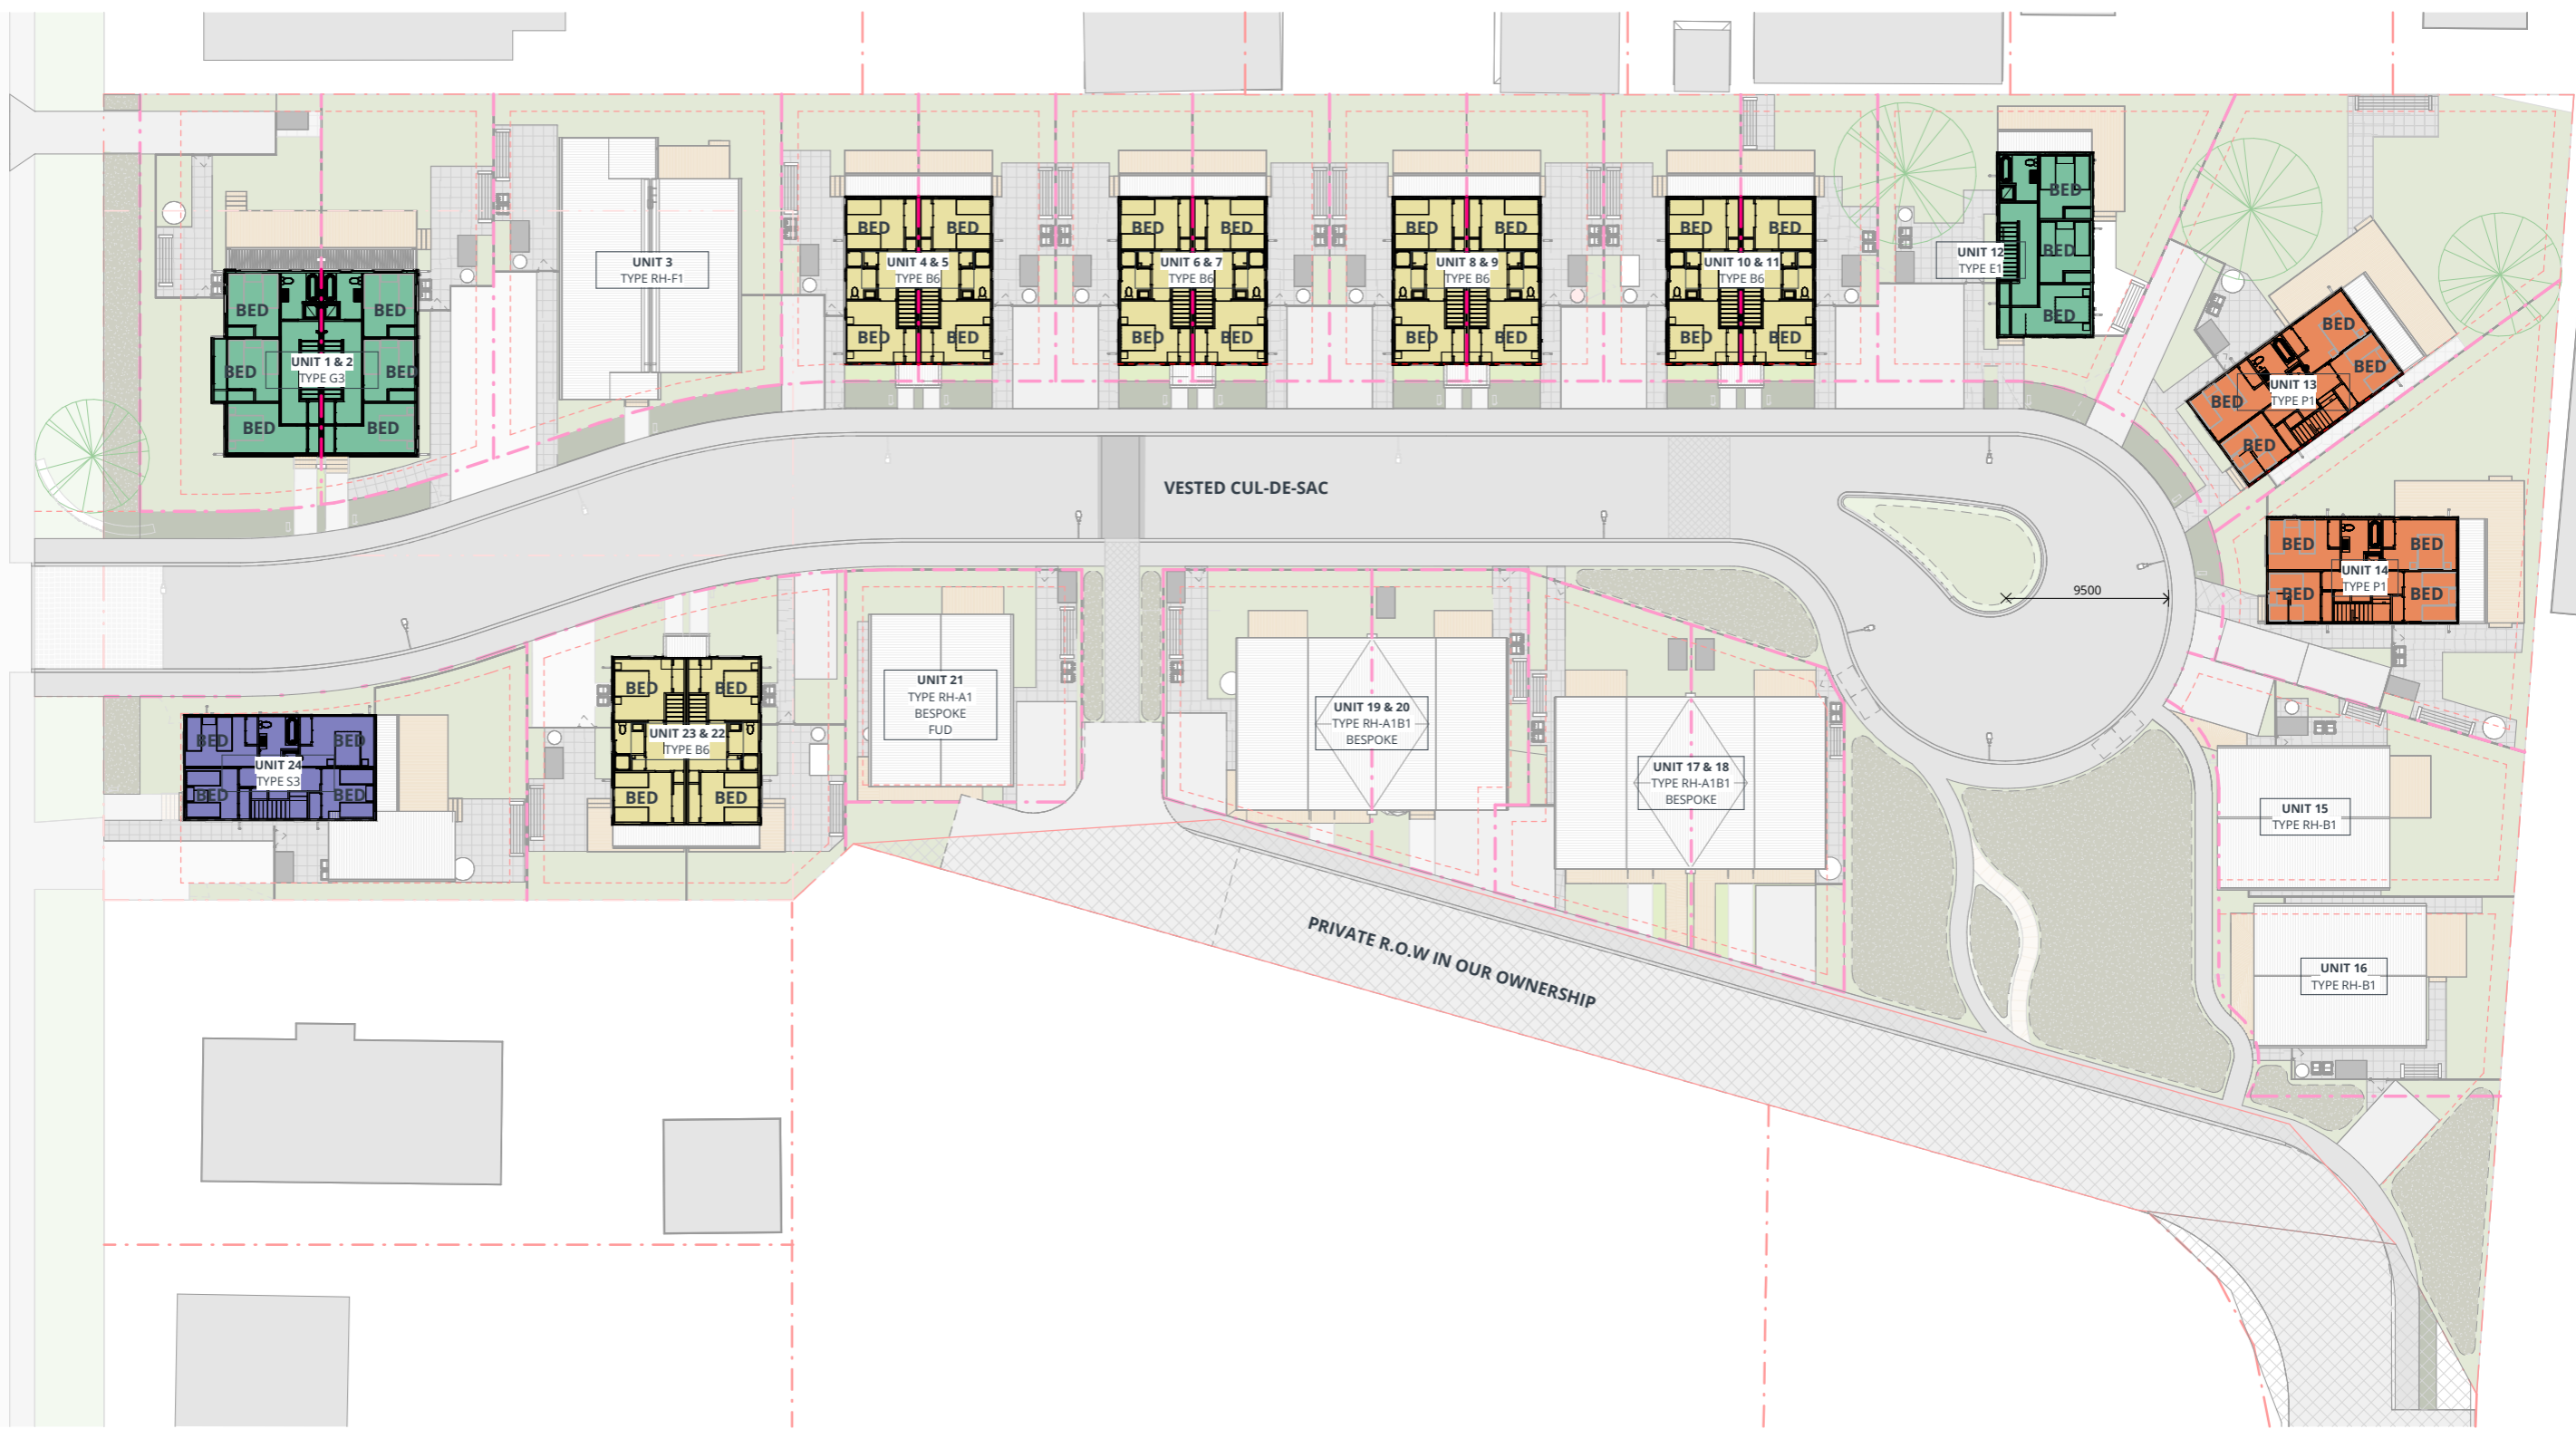 BED
BED
BED
BED
BED
BED
UNIT 1 & 2
TYPE G3
UNIT 3
TYPE RH-F1
BED
BED
UNIT 4 & 5
TYPE B6
BED
BED
BED
BED
UNIT 6 & 7
TYPE B6
BED
BED
BED
BED
UNIT 8 & 9
TYPE B6
BED
BED
BED
BED
UNIT 10 & 11
TYPE B6
BED
BED
BED
BED
BED
UNIT 12
TYPE E1
BED
BED
BED
BED
UNIT 13
TYPE P1
BED
VESTED CUL-DE-SAC
BED
BED
UNIT 14
TYPE P1
BED
BED
9500
BED
BED
UNIT 24
TYPE S3
BED
BED
BED
BED
UNIT 23 & 22
TYPE B6
BED
BED
UNIT 21
TYPE RH-A1
BESPOKE
FUD
UNIT 19 & 20
TYPE RH-A1B1
BESPOKE
UNIT 17 & 18
TYPE RH-A1B1
BESPOKE
UNIT 15
TYPE RH-B1
UNIT 16
TYPE RH-B1
PRIVATE R.O.W IN OUR OWNERSHIP